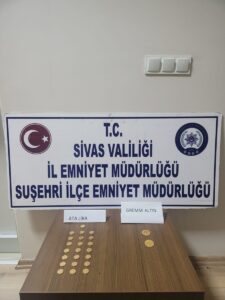 T.C.
SİVAS VALİLİĞİ
İL EMNİYET MÜDÜRLÜĞÜ
SUŞEHRİ İLÇE EMNİYET MÜDÜRLÜĞÜ
ATA LİRA
GREMSE ALTIN